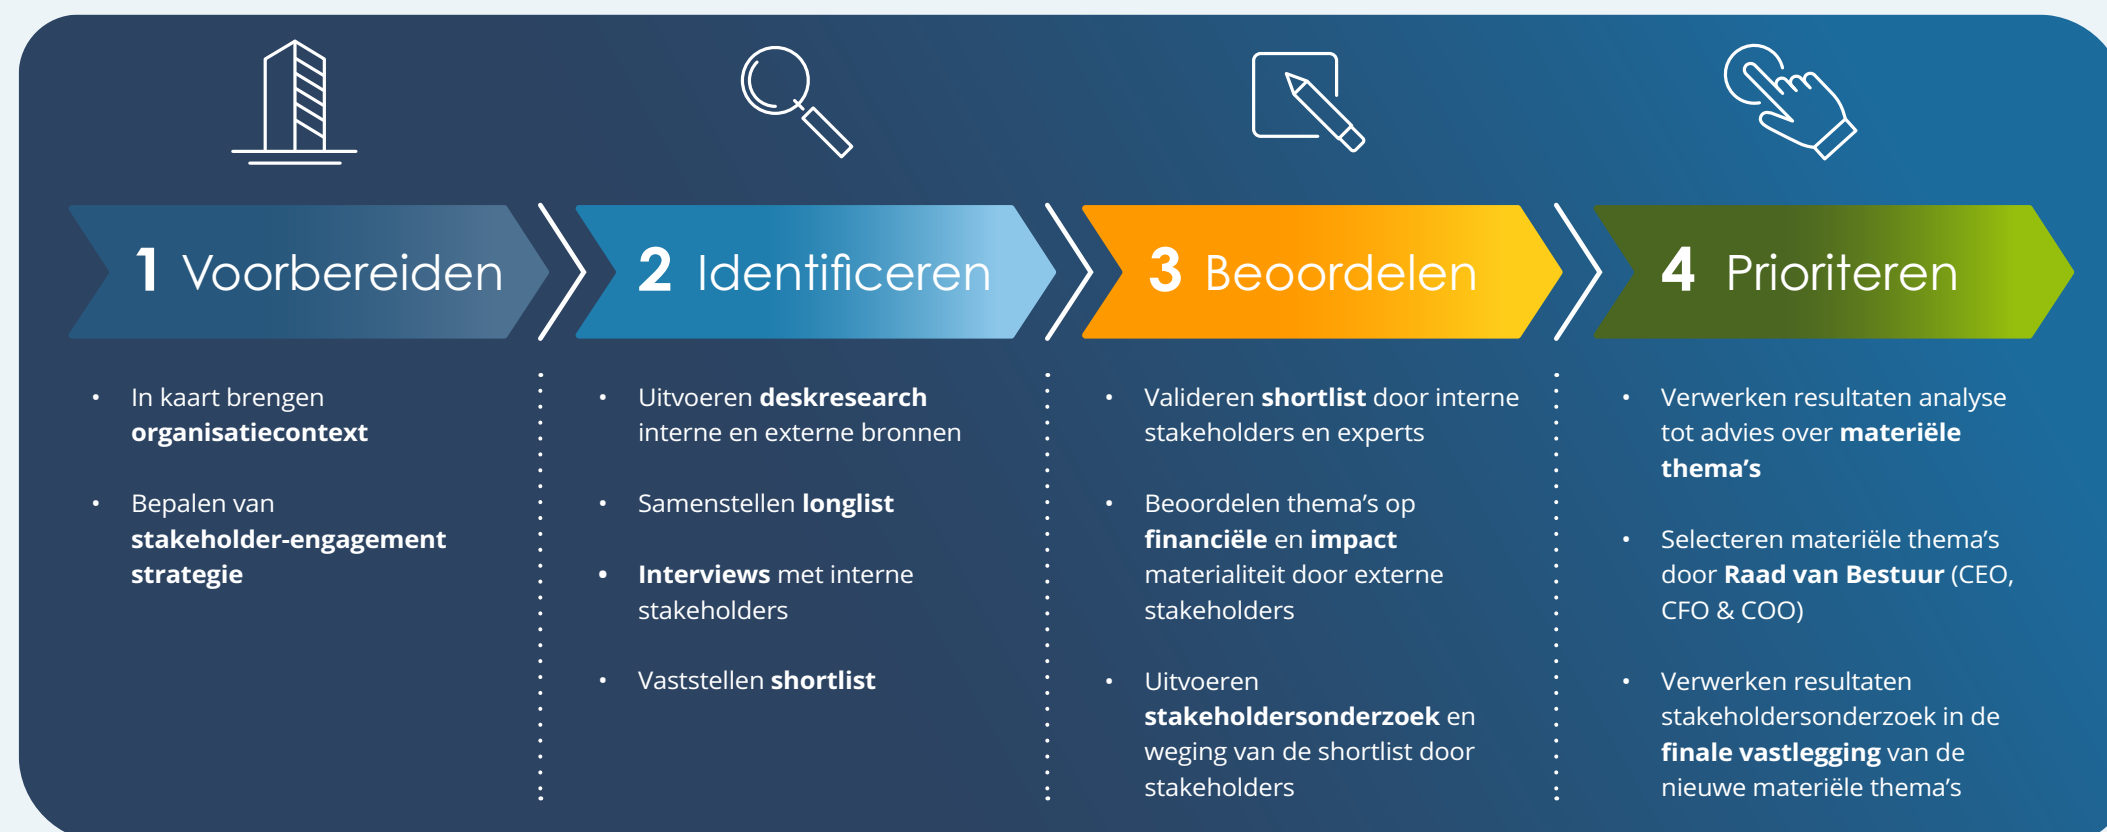 1 Voorbereiden
• In kaart brengen
organisatiecontext
• Bepalen van
stakeholder-engagement
strategie
2 Identificeren
• Uitvoeren deskresearch
interne en externe bronnen
• Samenstellen longlist
• Interviews met interne
stakeholders
• Vaststellen shortlist
3 Beoordelen
• Valideren shortlist door interne
stakeholders en experts
• Beoordelen thema’s op
financiële en impact
materialiteit door externe
stakeholders
• Uitvoeren
stakeholdersonderzoek en
weging van de shortlist door
stakeholders
4 Prioriteren
• Verwerken resultaten analyse
tot advies over materiële
thema’s
• Selecteren materiële thema’s
door Raad van Bestuur (CEO,
CFO & COO)
• Verwerken resultaten
stakeholdersonderzoek in de
finale vastlegging van de
nieuwe materiële thema’s